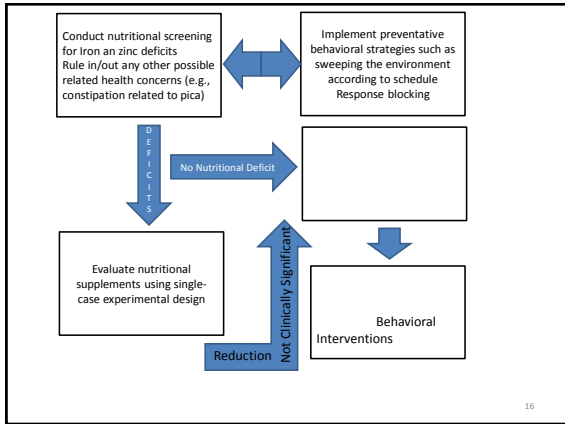 Conduct nutritional screening
for Iron an zinc deficits
Rule in/out any other possible
related health concerns (e.g.,
constipation related to pica)
Implement preventative
behavioral strategies such as
sweeping the environment
according to schedule
Response blocking
DEFICITS
No Nutritional Deficit
Evaluate nutritional
supplements using single-
case experimental design
Not Clinically Significant
Reduction
Behavioral
Interventions
16